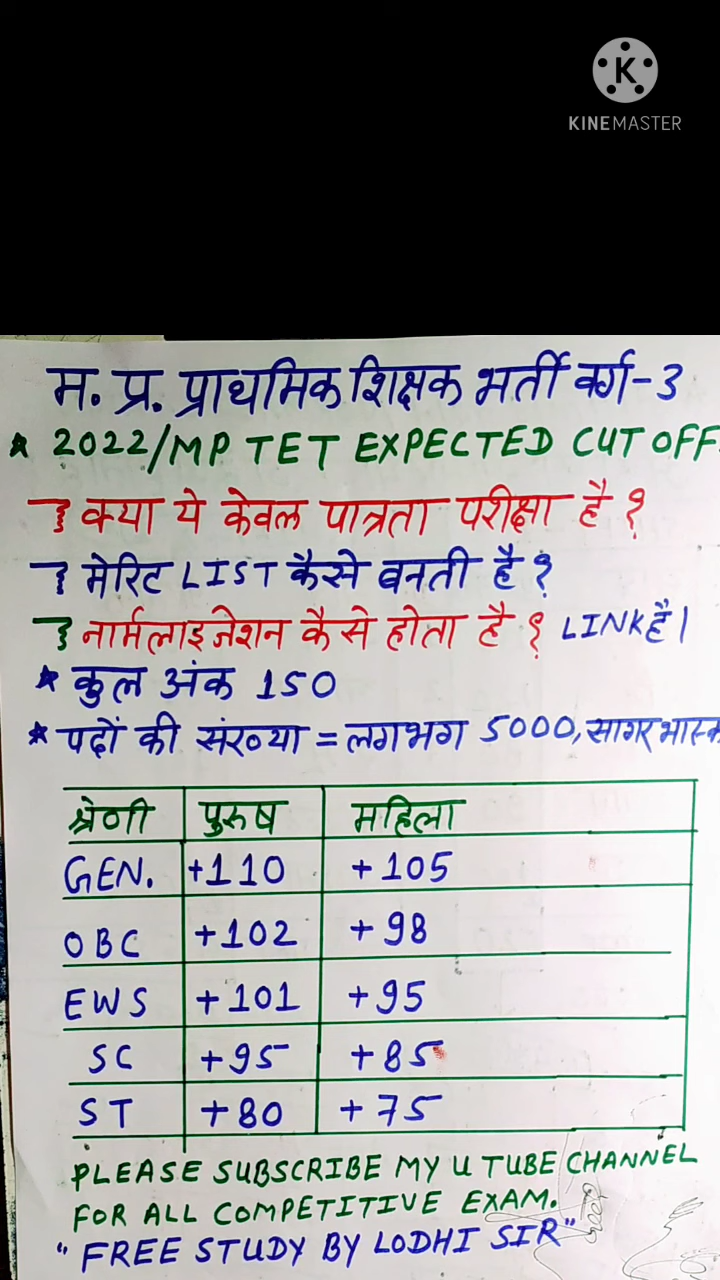 KINEMASTER
म. प्र. प्राथमिक शिक्षक भर्ती वर्ग-3
* 2022/MP TET EXPECTED CUT OFF
क्या ये केवल पात्रता परीक्षा है ?
मेरिट LIST कैसे बनती है ?
नार्मलाइजेशन कैसे होता है ? LINK है।
* कुल अंक 150
* पदों की संख्या = लगभग 5000, सागर भास्क
श्रेणी पुरुष महिला
GEN. +110 +105
OBC +102 +98
EWS +101 +95
SC +95 +85
ST +80 +75
PLEASE SUBSCRIBE MY U TUBE CHANNEL
FOR ALL COMPETITIVE EXAM.
"FREE STUDY BY LODHI SIR"